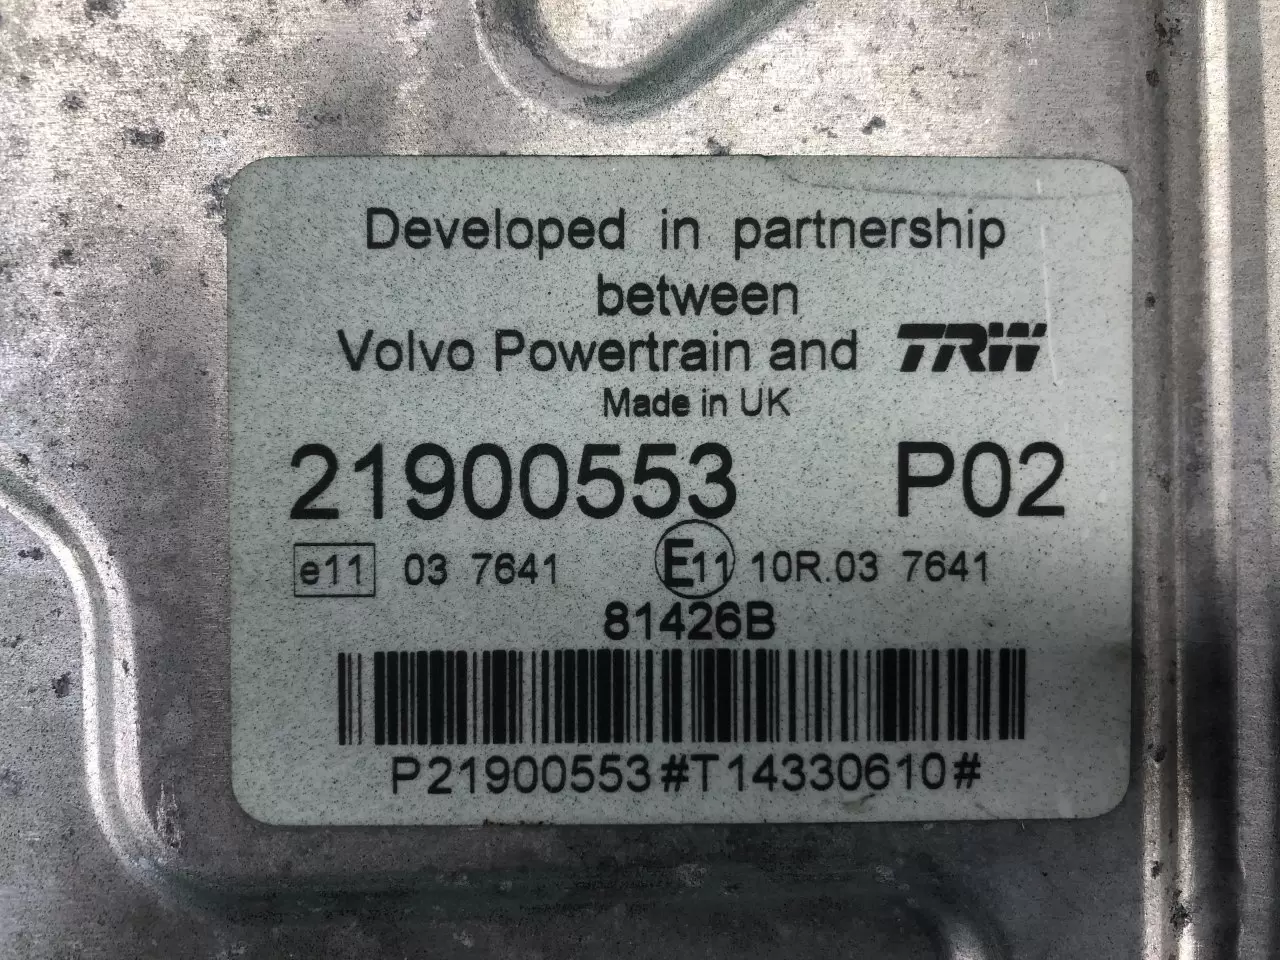 Developed in partnership
between
Volvo Powertrain and TRW
Made in UK
21900553 P02
e11 03 7641 E11 10R.03 7641
81426B
P21900553#T14330610#